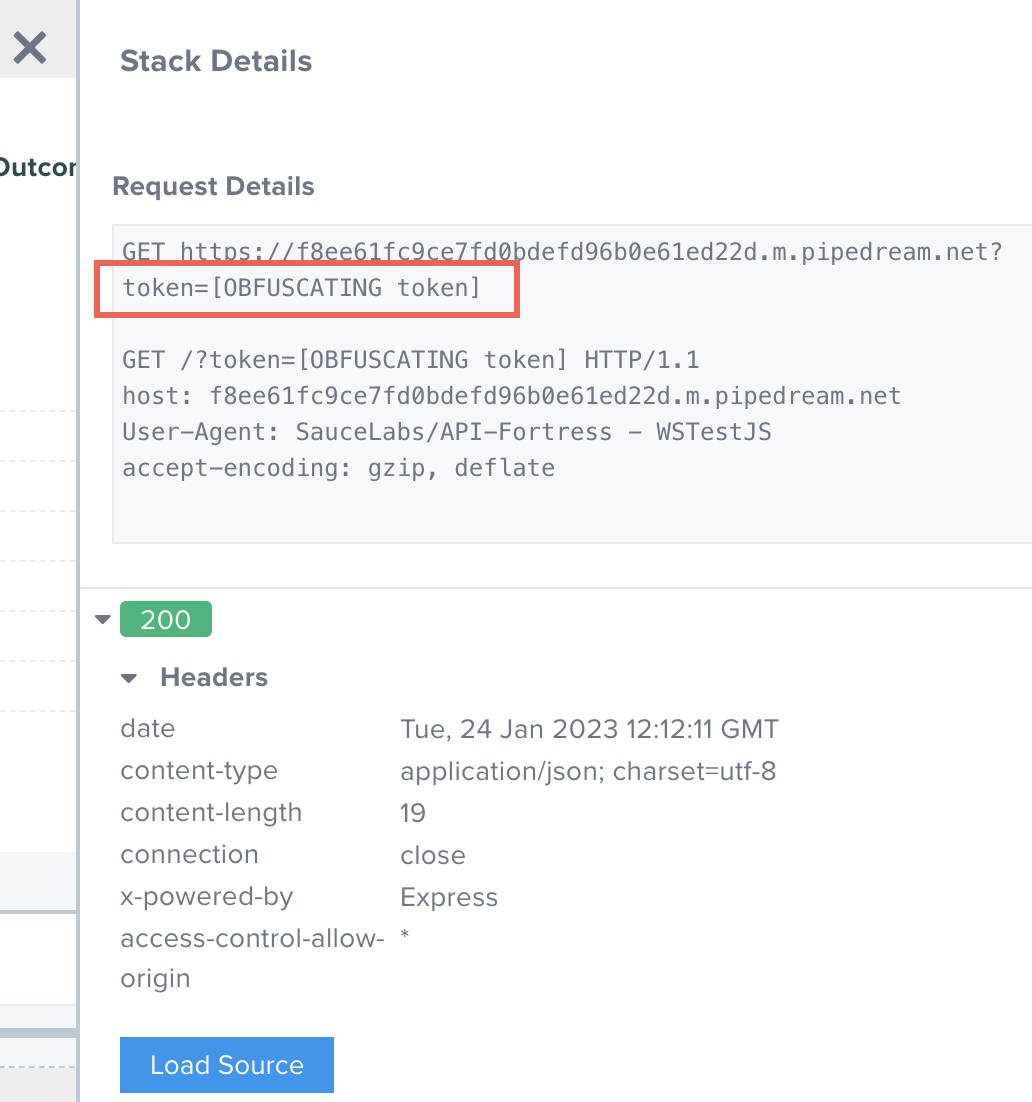 Stack Details
Outcor
Request Details
GET https://f8ee61fc9ce7fd0bdefd96b0e61ed22d.m.pipedream.net?
token=[OBFUSCATING token]
GET /?token=[OBFUSCATING token] HTTP/1.1
host: f8ee61fc9ce7fd0bdefd96b0e61ed22d.m.pipedream.net
User-Agent: SauceLabs/API-Fortress - WSTestJS
accept-encoding: gzip, deflate
200
Headers
date Tue, 24 Jan 2023 12:12:11 GMT
content-type application/json; charset=utf-8
content-length 19
connection close
x-powered-by Express
access-control-allow- *
origin
Load Source